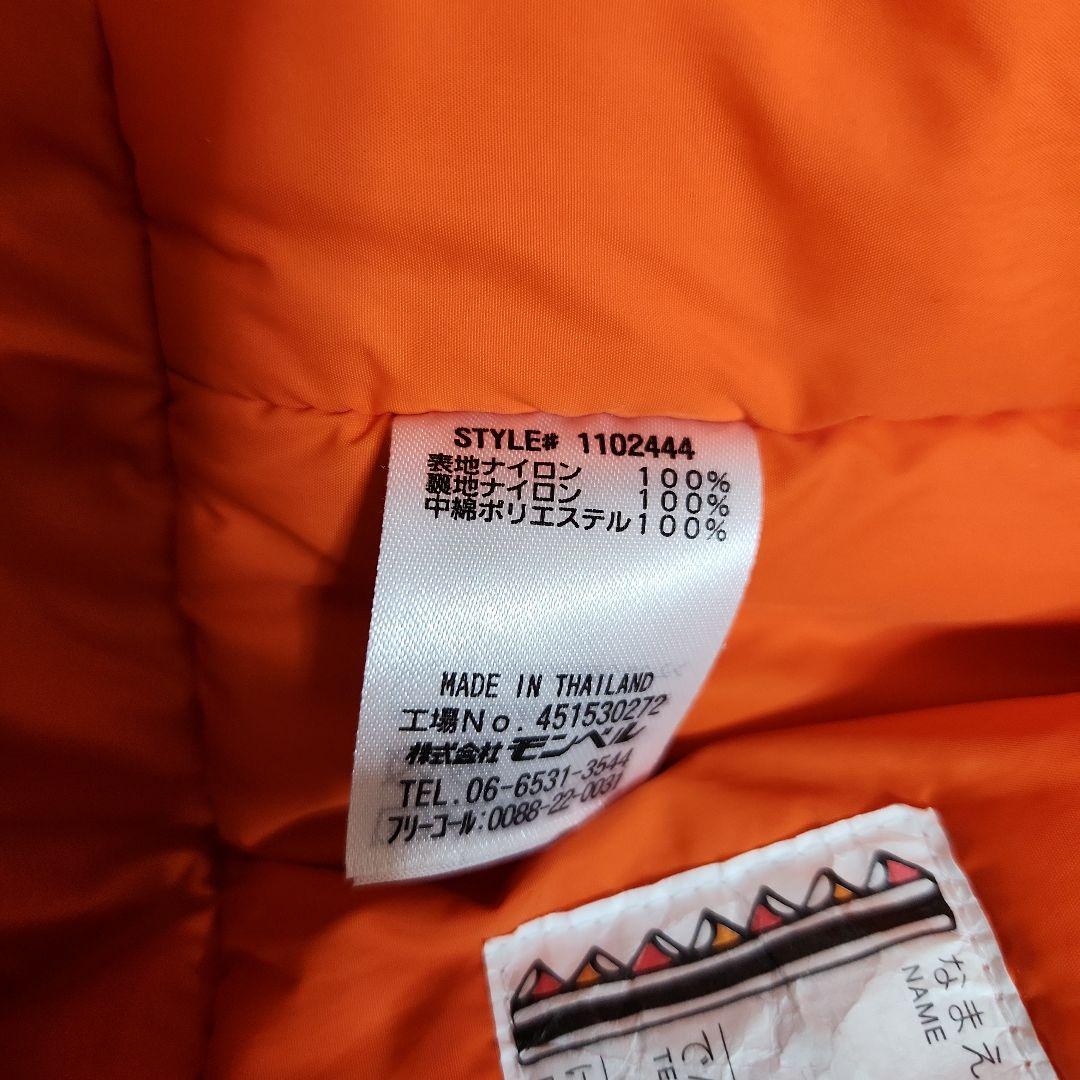 STYLE# 1102444
表地ナイロン 100%
裏地ナイロン 100%
中綿ポリエステル100%
MADE IN THAILAND
工場No. 451530272
株式会社 モンベル
TEL.06-6531-3544
フリーコール:0088-22-0031
なまえ
NAME
でん
TE